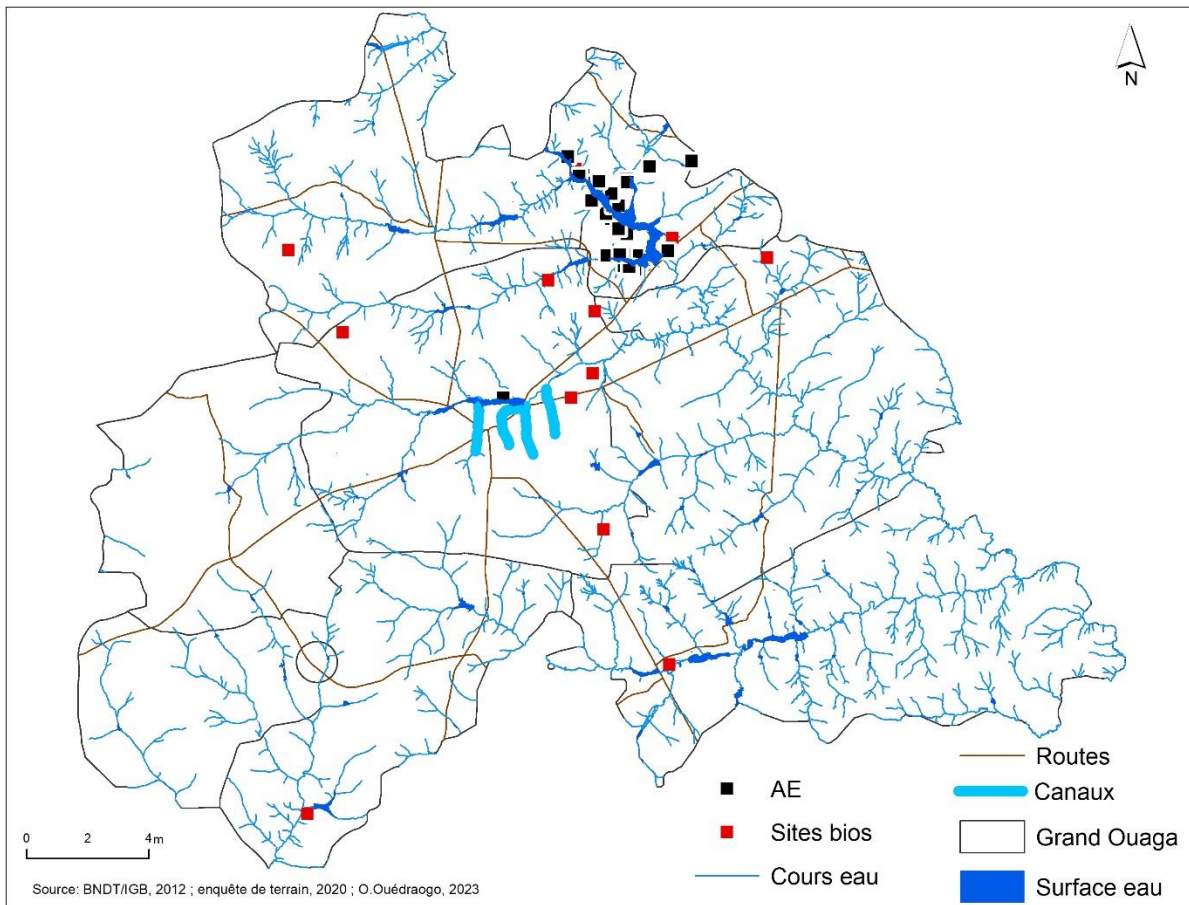 N
AE
Sites bios
Cours eau
Routes
Canaux
Grand Ouaga
Surface eau
0 2 4m
Source: BNDT/IGB, 2012 ; enquête de terrain, 2020 ; O.Ouédraogo, 2023